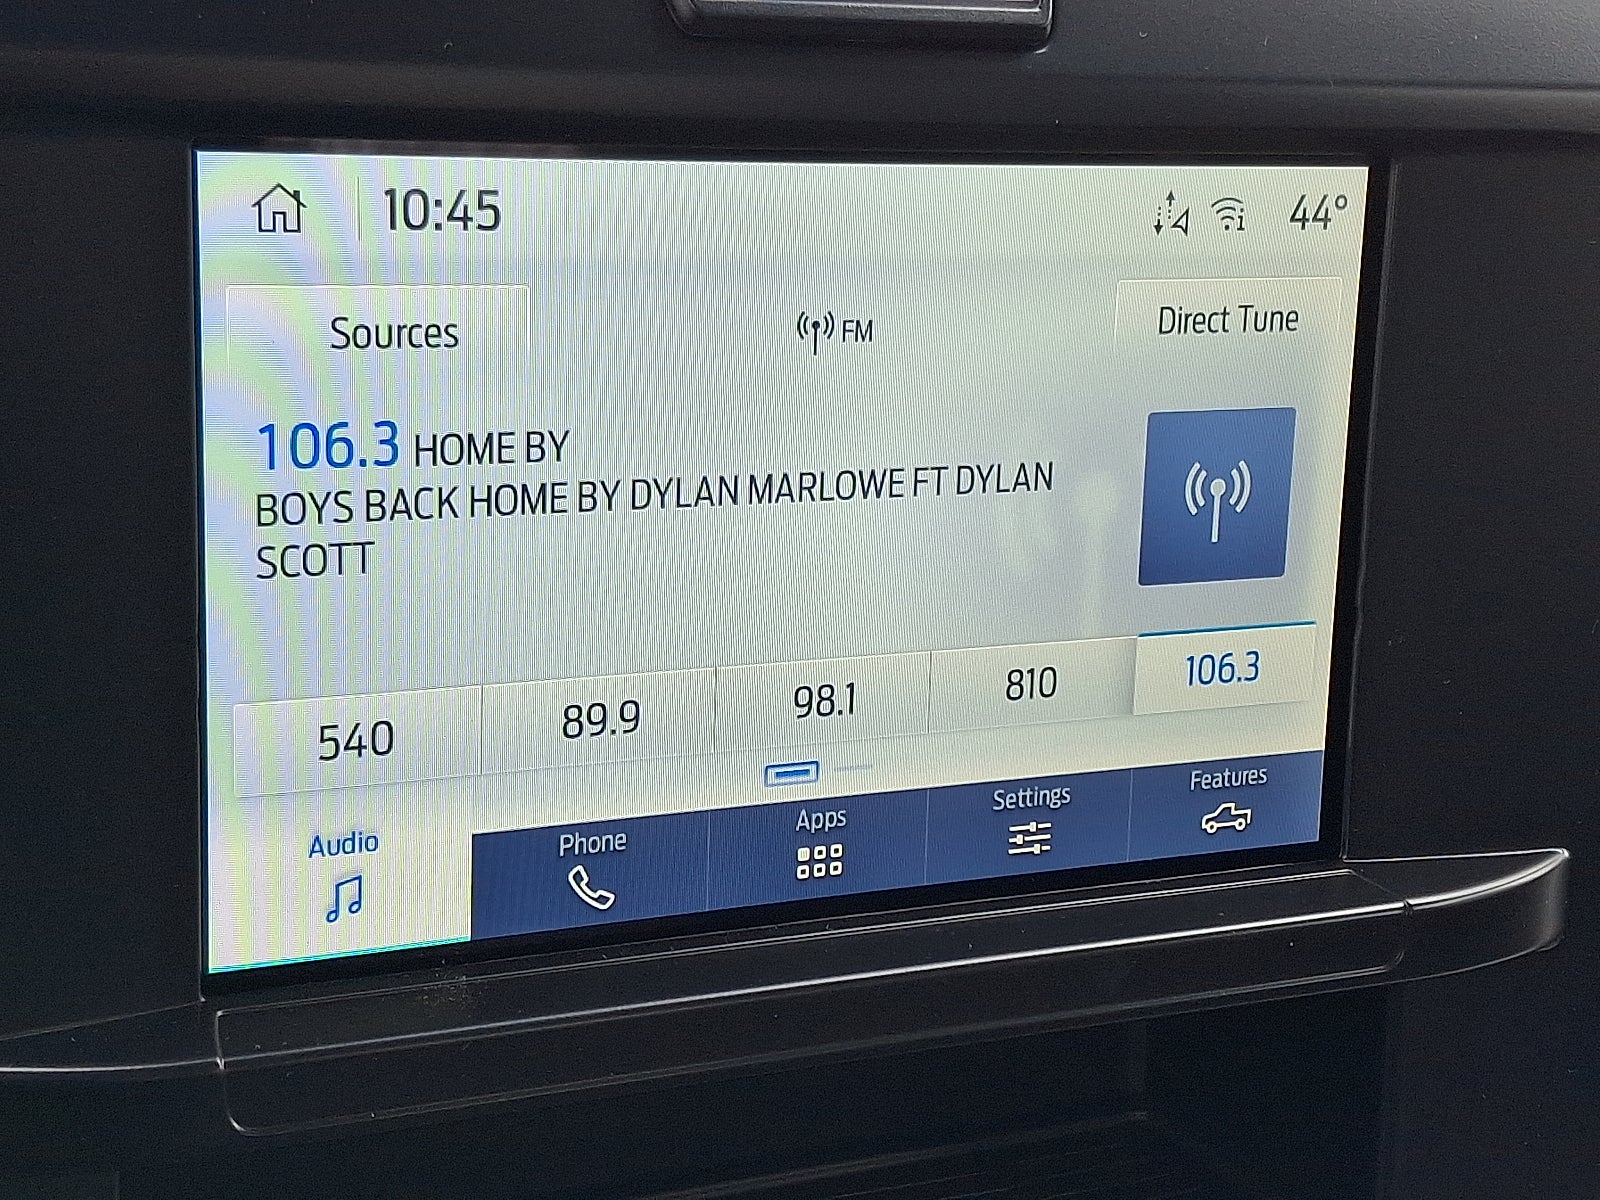 10:45
44°
Sources
FM
Direct Tune
106.3 HOME BY
BOYS BACK HOME BY DYLAN MARLOWE FT DYLAN
SCOTT
540
89.9
98.1
810
106.3
Audio
Phone
Apps
Settings
Features